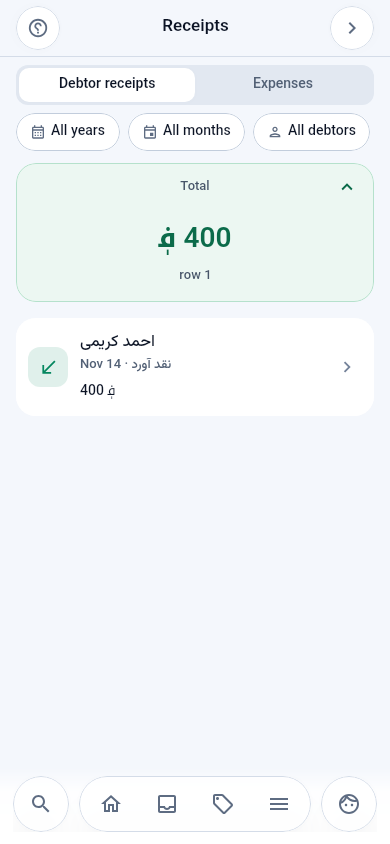 Receipts
Debtor receipts
Expenses
All years
All months
All debtors
Total
؋ 400
row 1
احمد کریمی
Nov 14 · نقد آورد
400 ؋